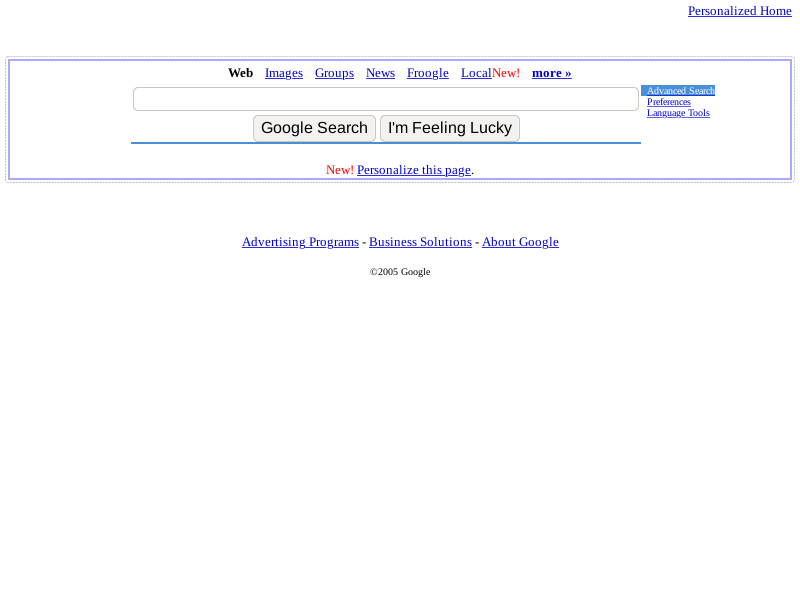 Personalized Home
Web Images Groups News Froogle LocalNew! more »
Advanced Search
Preferences
Language Tools
Google Search I'm Feeling Lucky
New! Personalize this page.
Advertising Programs - Business Solutions - About Google
©2005 Google